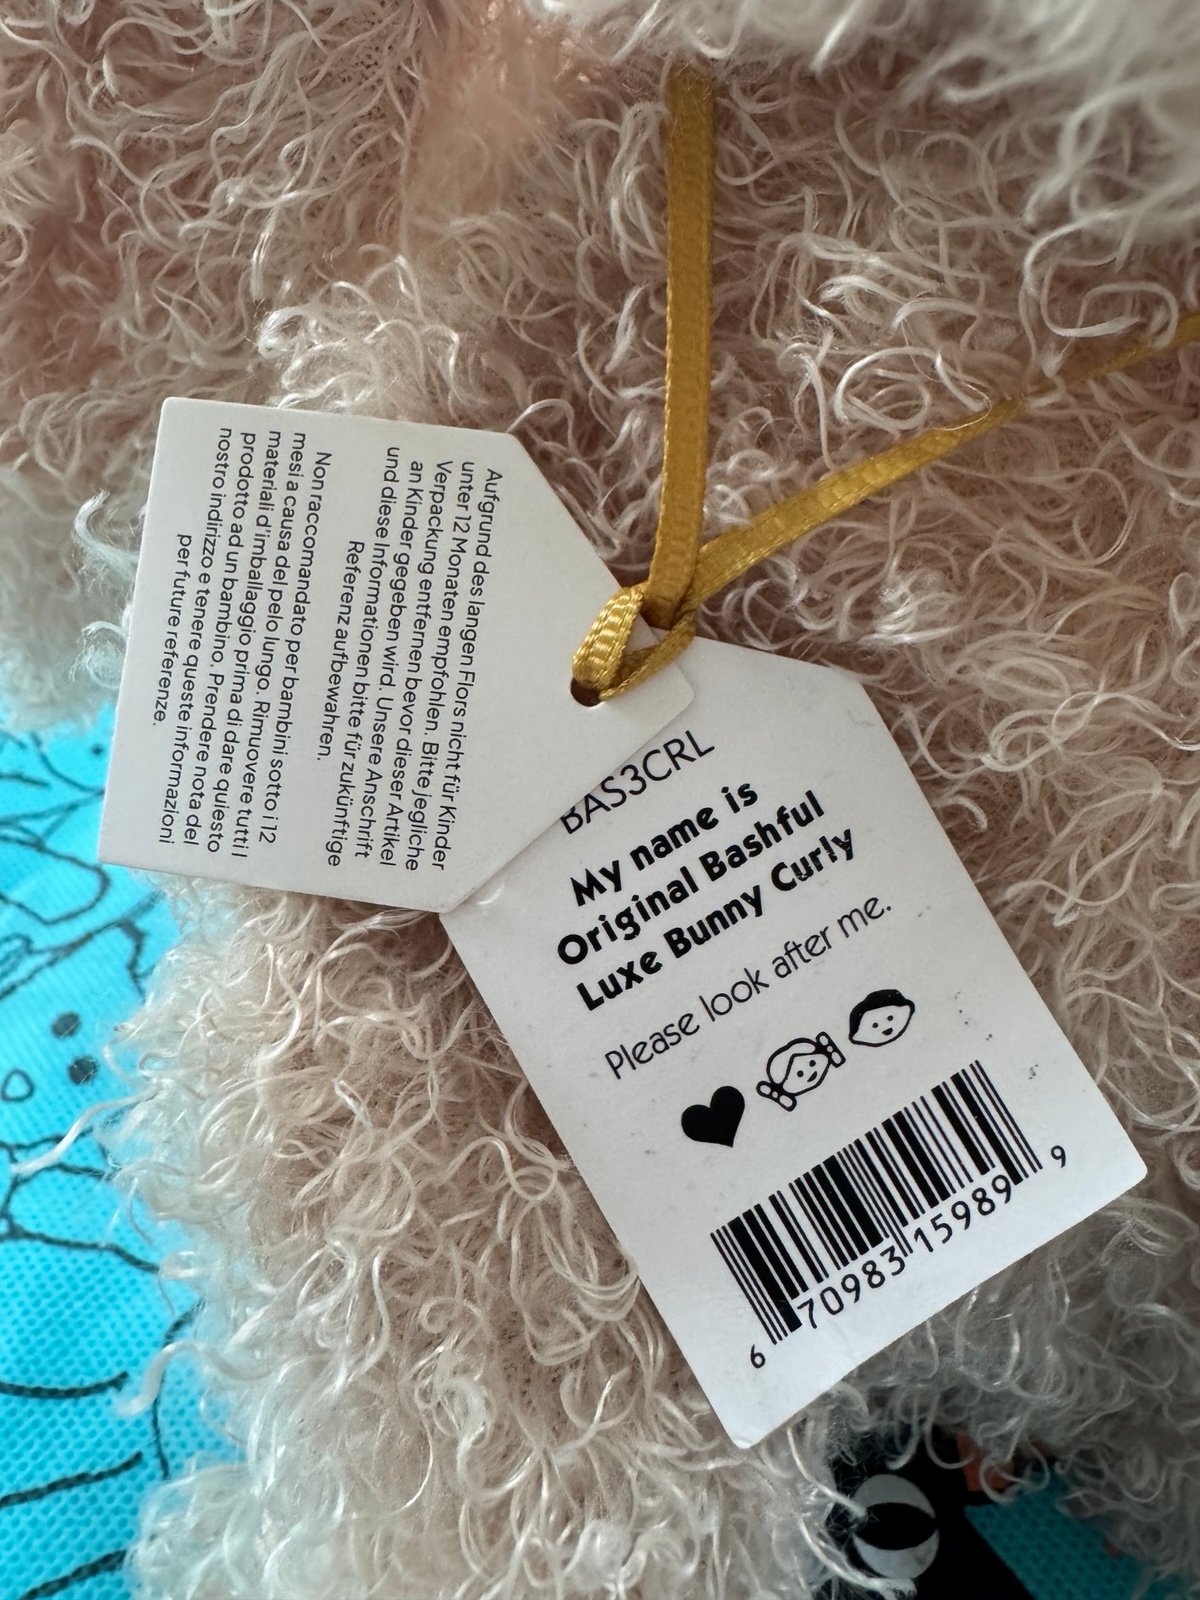 Aufgrund des langen Flors nicht für Kinder
unter 12 Monaten empfohlen. Bitte jegliche
Verpackung entfernen bevor dieser Artikel
an Kinder gegeben wird. Unsere Anschrift
und diese Informationen bitte für zukünftige
Referenz aufbewahren.
Non raccomandato per bambini sotto i 12
mesi a causa del pelo lungo. Rimuovere tutti i
materiali d'imballaggio prima di dare quiesto
prodotto ad un bambino. Prendere nota del
nostro indirizzo e tenere queste informazioni
per future referenze.
BAS3CRL
My name is
Original Bashful
Luxe Bunny Curly
Please look after me.
6 70983 15989 9